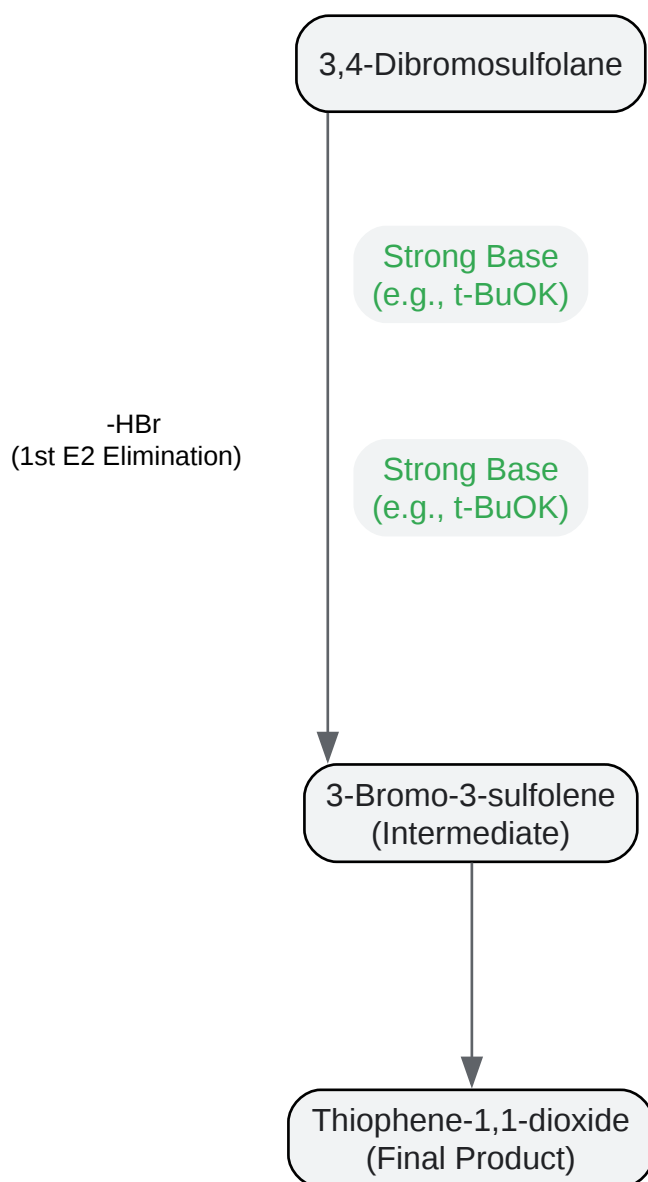 3,4-Dibromosulfolane
Strong Base
(e.g., t-BuOK)
-HBr
(1st E2 Elimination)
Strong Base
(e.g., t-BuOK)
3-Bromo-3-sulfolene
(Intermediate)
Thiophene-1,1-dioxide
(Final Product)